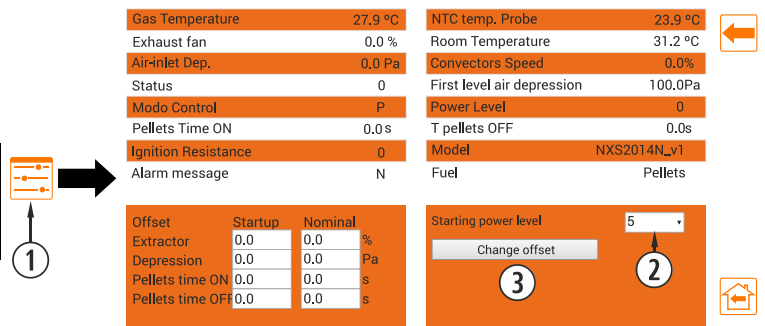 Gas Temperature 27.9 ºC
Exhaust fan 0.0 %
Air-inlet Dep. 0.0 Pa
Status 0
Modo Control P
Pellets Time ON 0.0 s
Ignition Resistance 0
Alarm message N
NTC temp. Probe 23.9 ºC
Room Temperature 31.2 ºC
Convectors Speed 0.0%
First level air depression 100.0Pa
Power Level 0
T pellets OFF 0.0s
Model NXS2014N_v1
Fuel Pellets
1
Offset Startup Nominal
Extractor 0.0 0.0 %
Depression 0.0 0.0 Pa
Pellets time ON 0.0 0.0 s
Pellets time OFF 0.0 0.0 s
Starting power level 5
Change offset
3
2